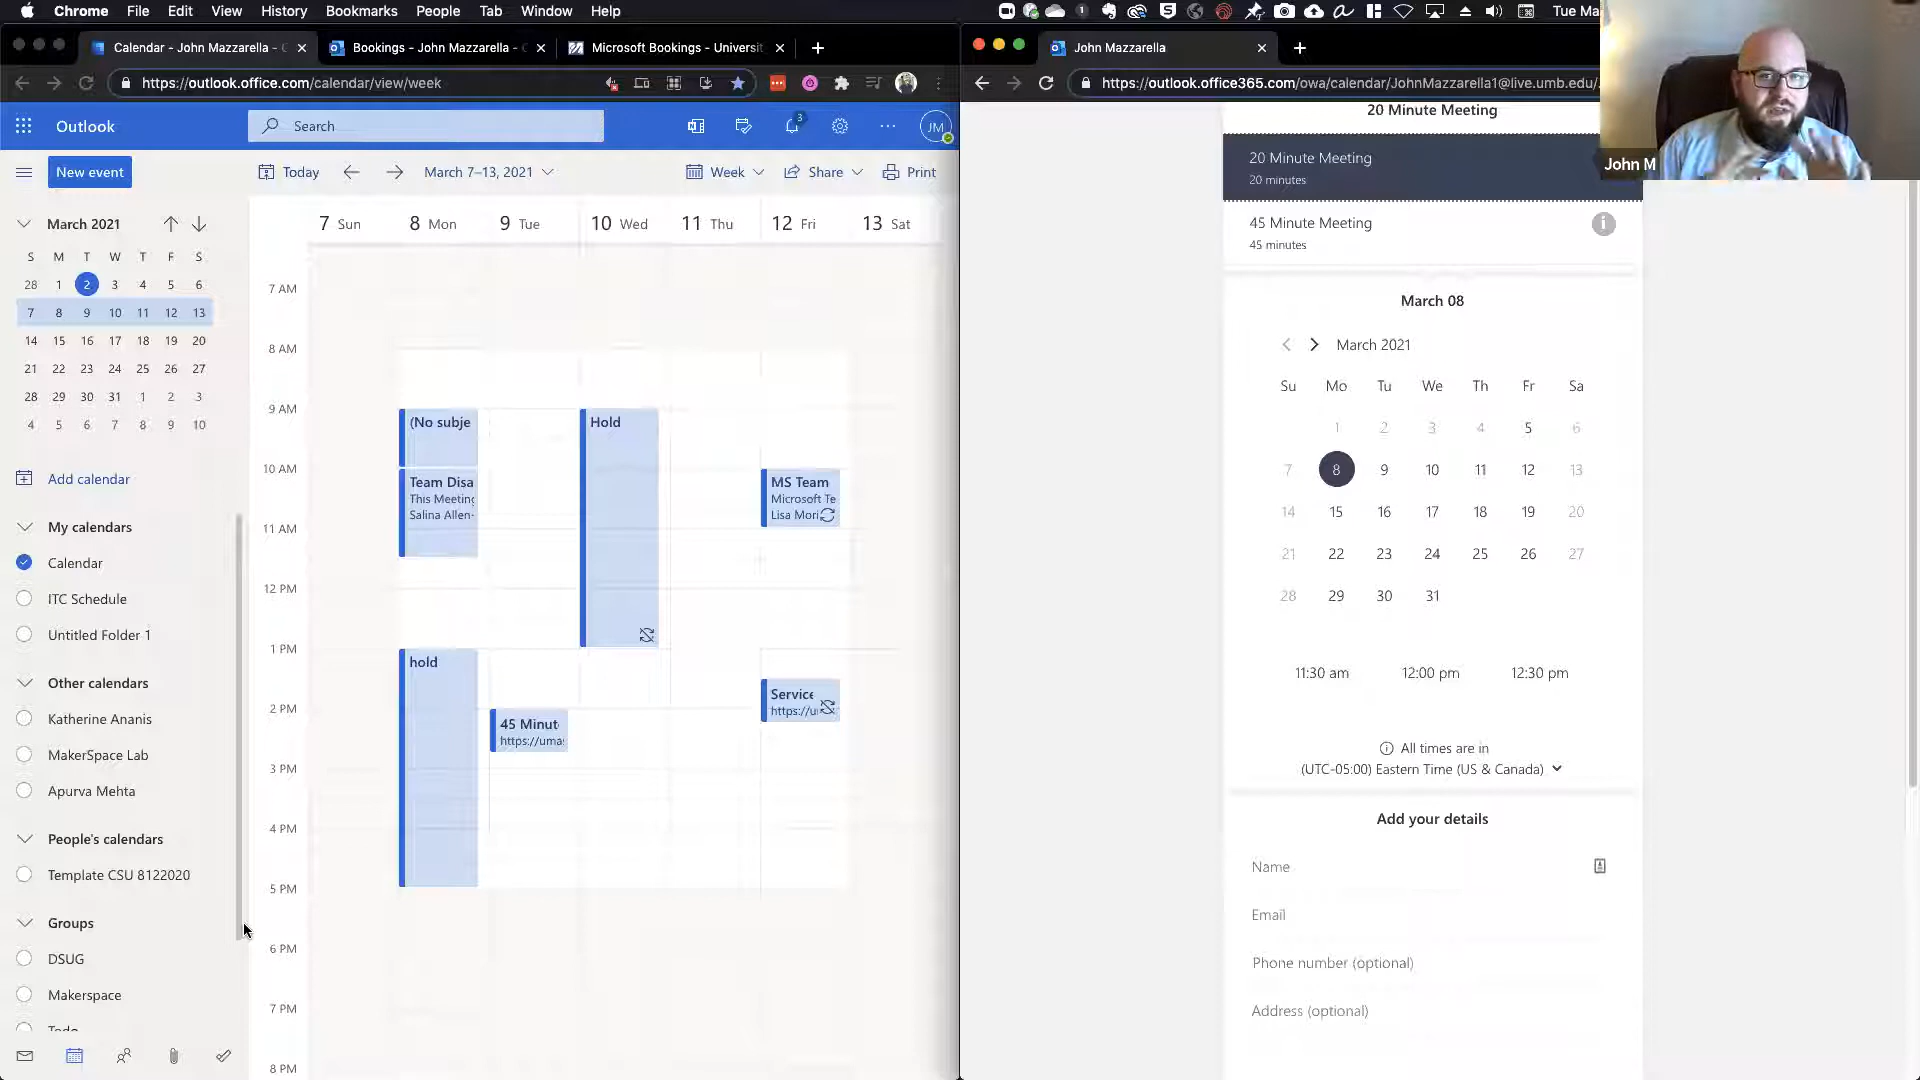 Chrome File Edit View History Bookmarks People Tab Window Help
1
Tue Ma
Calendar - John Mazzarella -
Bookings - John Mazzarella -
Microsoft Bookings - Universit
https://outlook.office.com/calendar/view/week
Outlook
Search
3
JM
New event
Today
March 7–13, 2021
Week
Share
Print
March 2021
S M T W T F S
28 1 2 3 4 5 6
7 8 9 10 11 12 13
14 15 16 17 18 19 20
21 22 23 24 25 26 27
28 29 30 31 1 2 3
4 5 6 7 8 9 10
Add calendar
My calendars
Calendar
ITC Schedule
Untitled Folder 1
Other calendars
Katherine Ananis
MakerSpace Lab
Apurva Mehta
People's calendars
Template CSU 8122020
Groups
DSUG
Makerspace
7 Sun 8 Mon 9 Tue 10 Wed 11 Thu 12 Fri 13 Sat
7 AM
8 AM
9 AM
10 AM
11 AM
12 PM
1 PM
2 PM
3 PM
4 PM
5 PM
6 PM
7 PM
8 PM
(No subje
Team Disa
This Meeting
Salina Allen-
hold
45 Minut
https://uma
Hold
MS Team
Microsoft Te
Lisa Mori
Service
https://u
John Mazzarella
https://outlook.office365.com/owa/calendar/JohnMazzarella1@live.umb.edu/
John M
20 Minute Meeting
20 Minute Meeting
20 minutes
45 Minute Meeting
45 minutes
March 08
March 2021
Su Mo Tu We Th Fr Sa
1 2 3 4 5 6
7 8 9 10 11 12 13
14 15 16 17 18 19 20
21 22 23 24 25 26 27
28 29 30 31
11:30 am 12:00 pm 12:30 pm
All times are in
(UTC-05:00) Eastern Time (US & Canada)
Add your details
Name
Email
Phone number (optional)
Address (optional)